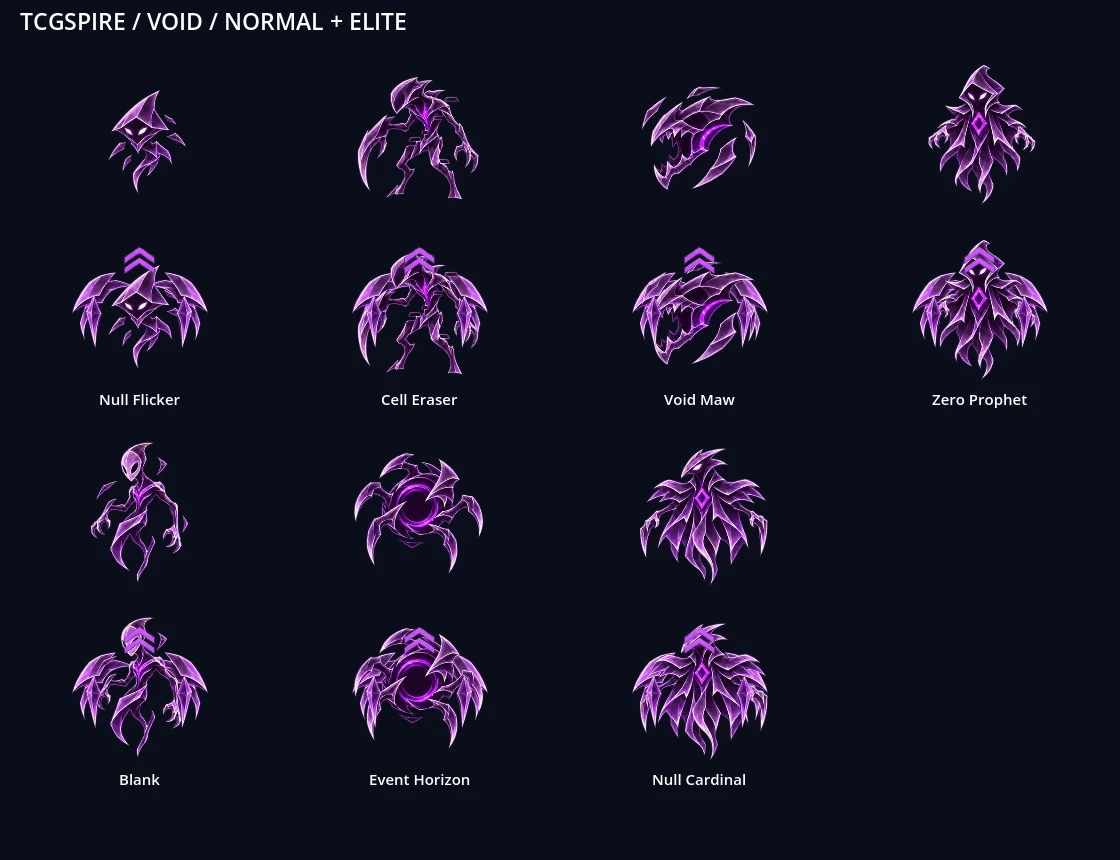 TCGSPIRE / VOID / NORMAL + ELITE
Null Flicker
Cell Eraser
Void Maw
Zero Prophet
Blank
Event Horizon
Null Cardinal